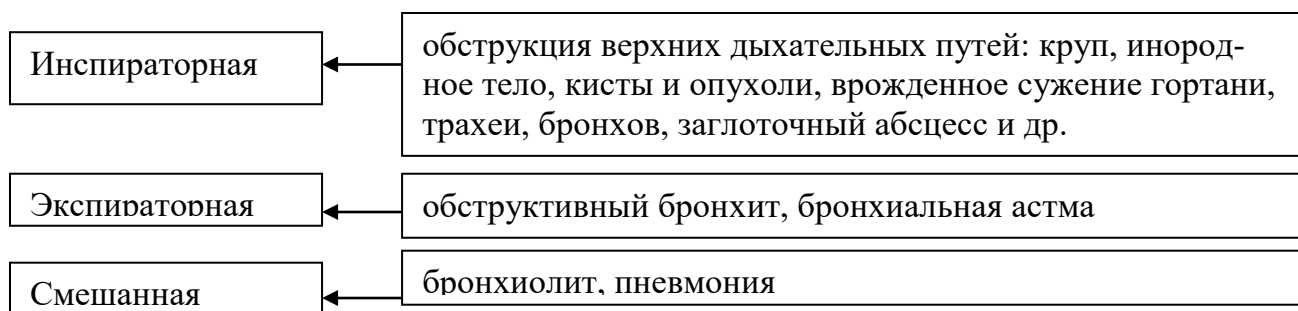 Инспираторная
обструкция верхних дыхательных путей: круп, инород-
ное тело, кисты и опухоли, врожденное сужение гортани,
трахеи, бронхов, заглоточный абсцесс и др.
Экспираторная
обструктивный бронхит, бронхиальная астма
Смешанная
бронхиолит, пневмония